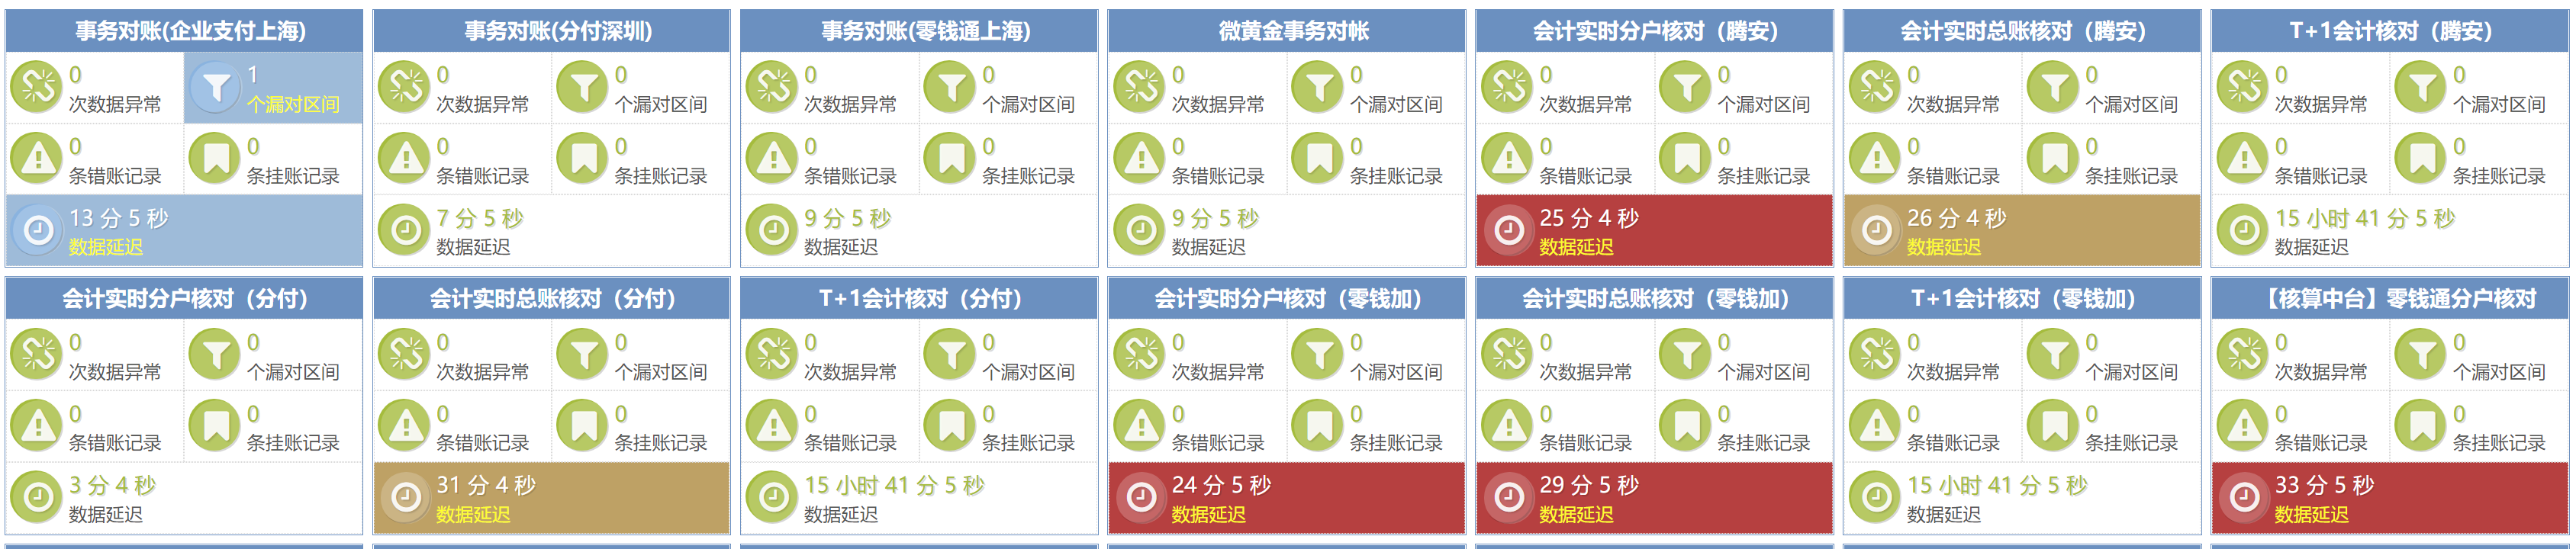 事务对账(企业支付上海)
0
次数据异常
1
个漏对区间
0
条错账记录
0
条挂账记录
13 分 5 秒
数据延迟
事务对账(分付深圳)
0
次数据异常
0
个漏对区间
0
条错账记录
0
条挂账记录
7 分 5 秒
数据延迟
事务对账(零钱通上海)
0
次数据异常
0
个漏对区间
0
条错账记录
0
条挂账记录
9 分 5 秒
数据延迟
微黄金事务对帐
0
次数据异常
0
个漏对区间
0
条错账记录
0
条挂账记录
9 分 5 秒
数据延迟
会计实时分户核对（腾安）
0
次数据异常
0
个漏对区间
0
条错账记录
0
条挂账记录
25 分 4 秒
数据延迟
会计实时总账核对（腾安）
0
次数据异常
0
个漏对区间
0
条错账记录
0
条挂账记录
26 分 4 秒
数据延迟
T+1会计核对（腾安）
0
次数据异常
0
个漏对区间
0
条错账记录
0
条挂账记录
15 小时 41 分 5 秒
数据延迟
会计实时分户核对（分付）
0
次数据异常
0
个漏对区间
0
条错账记录
0
条挂账记录
3 分 4 秒
数据延迟
会计实时总账核对（分付）
0
次数据异常
0
个漏对区间
0
条错账记录
0
条挂账记录
31 分 4 秒
数据延迟
T+1会计核对（分付）
0
次数据异常
0
个漏对区间
0
条错账记录
0
条挂账记录
15 小时 41 分 5 秒
数据延迟
会计实时分户核对（零钱加）
0
次数据异常
0
个漏对区间
0
条错账记录
0
条挂账记录
24 分 5 秒
数据延迟
会计实时总账核对（零钱加）
0
次数据异常
0
个漏对区间
0
条错账记录
0
条挂账记录
29 分 5 秒
数据延迟
T+1会计核对（零钱加）
0
次数据异常
0
个漏对区间
0
条错账记录
0
条挂账记录
15 小时 41 分 5 秒
数据延迟
【核算中台】零钱通分户核对
0
次数据异常
0
个漏对区间
0
条错账记录
0
条挂账记录
33 分 5 秒
数据延迟